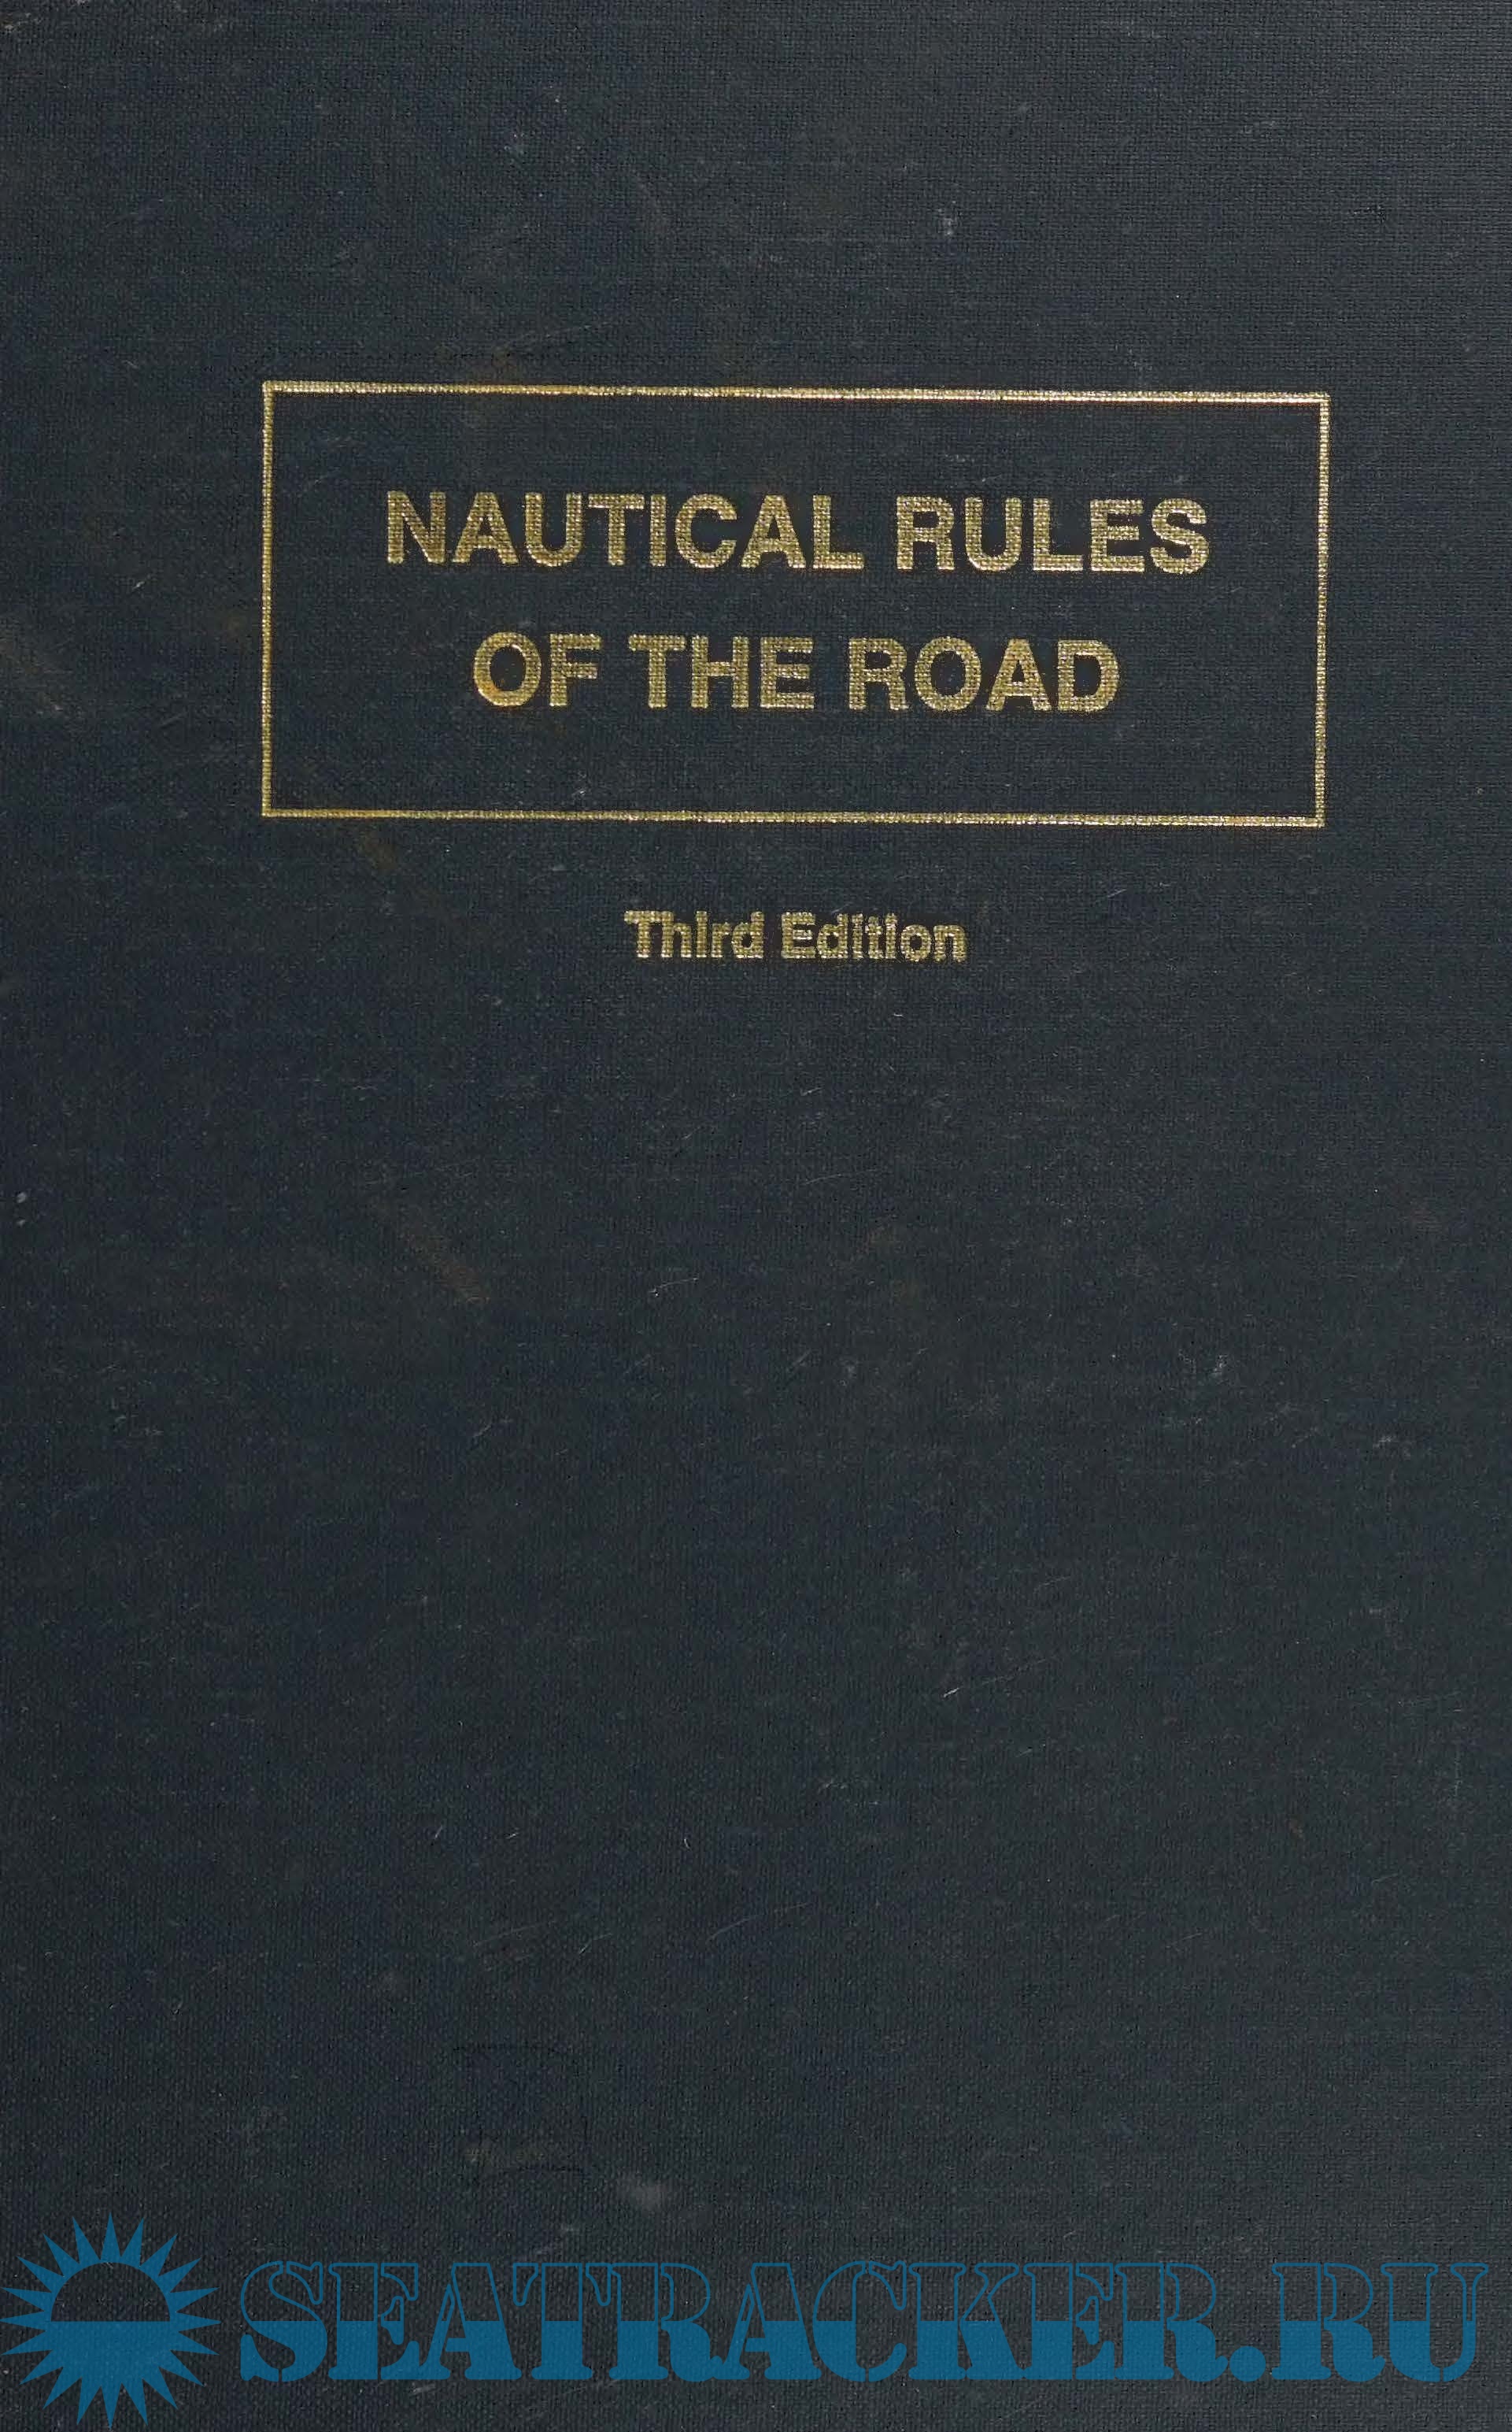 NAUTICAL RULES
OF THE ROAD
Third Edition
SEATRACKER.RU